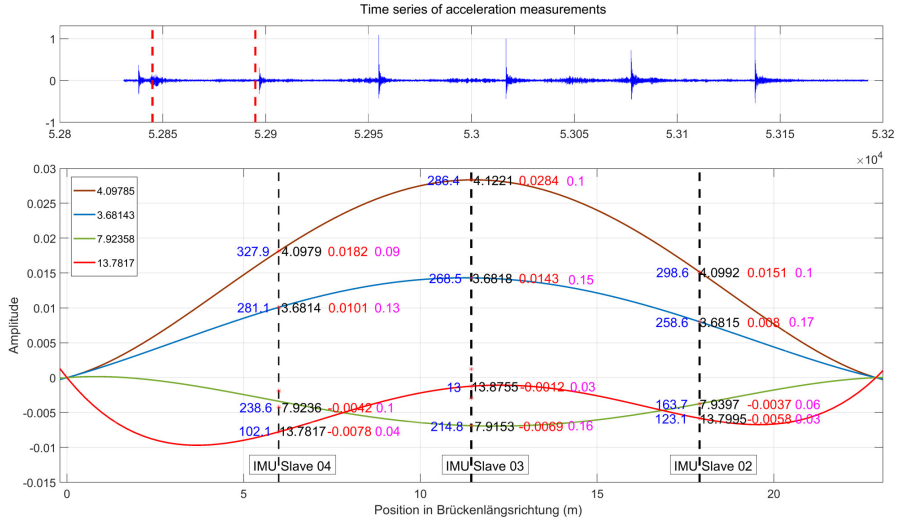 Time series of acceleration measurements
1
0
-1
5.28 5.285 5.29 5.295 5.3 5.305 5.31 5.315 5.32
×10⁴
0.03
0.025
0.02
0.015
0.01
0.005
0
-0.005
-0.01
-0.015
Amplitude
4.09785
3.68143
7.92358
13.7817
286.4 4.1221 0.0284 0.1
327.9 4.0979 0.0182 0.09
268.5 3.6818 0.0143 0.15
298.6 4.0992 0.0151 0.1
281.1 3.6814 0.0101 0.13
258.6 3.6815 0.008 0.17
13 13.8755 -0.0012 0.03
238.6 7.9236 -0.0042 0.1
163.7 7.9397 -0.0037 0.06
123.1 13.7995 -0.0058 0.03
102.1 13.7817 -0.0078 0.04
214.8 7.9153 -0.0069 0.16
IMU Slave 04 IMU Slave 03 IMU Slave 02
0 5 10 15 20
Position in Brückenlängsrichtung (m)